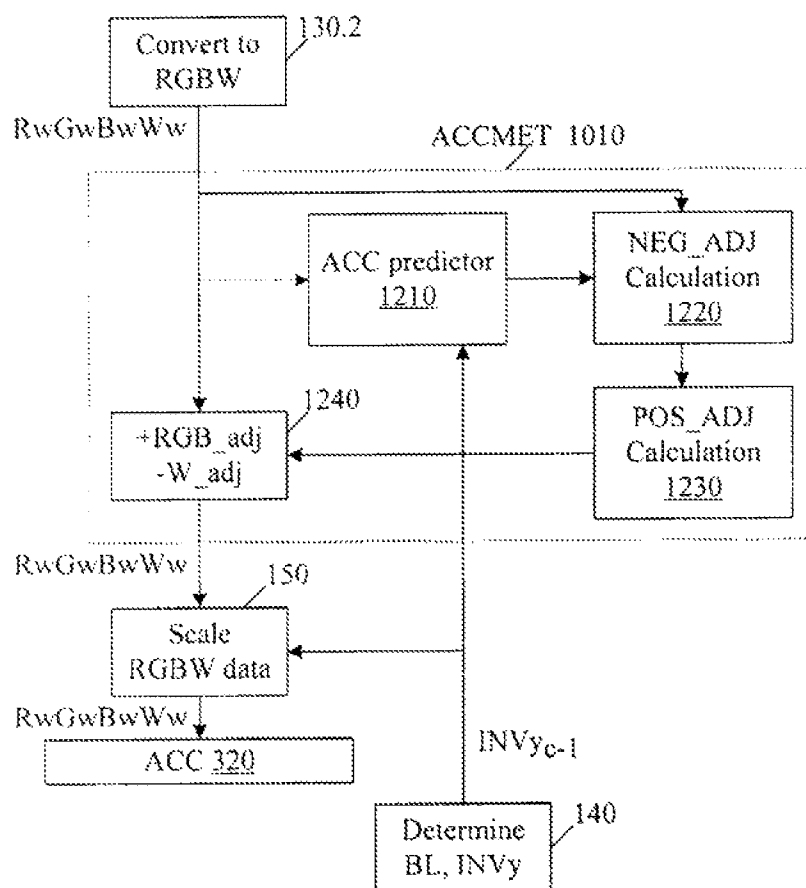 Convert to
RGBW
130.2
RwGwBwWw
ACCMET 1010
ACC predictor
1210
NEG_ADJ
Calculation
1220
1240
+RGB_adj
-W_adj
POS_ADJ
Calculation
1230
RwGwBwWw
150
Scale
RGBW data
RwGwBwWw
ACC 320
INVyc-1
140
Determine
BL, INVy